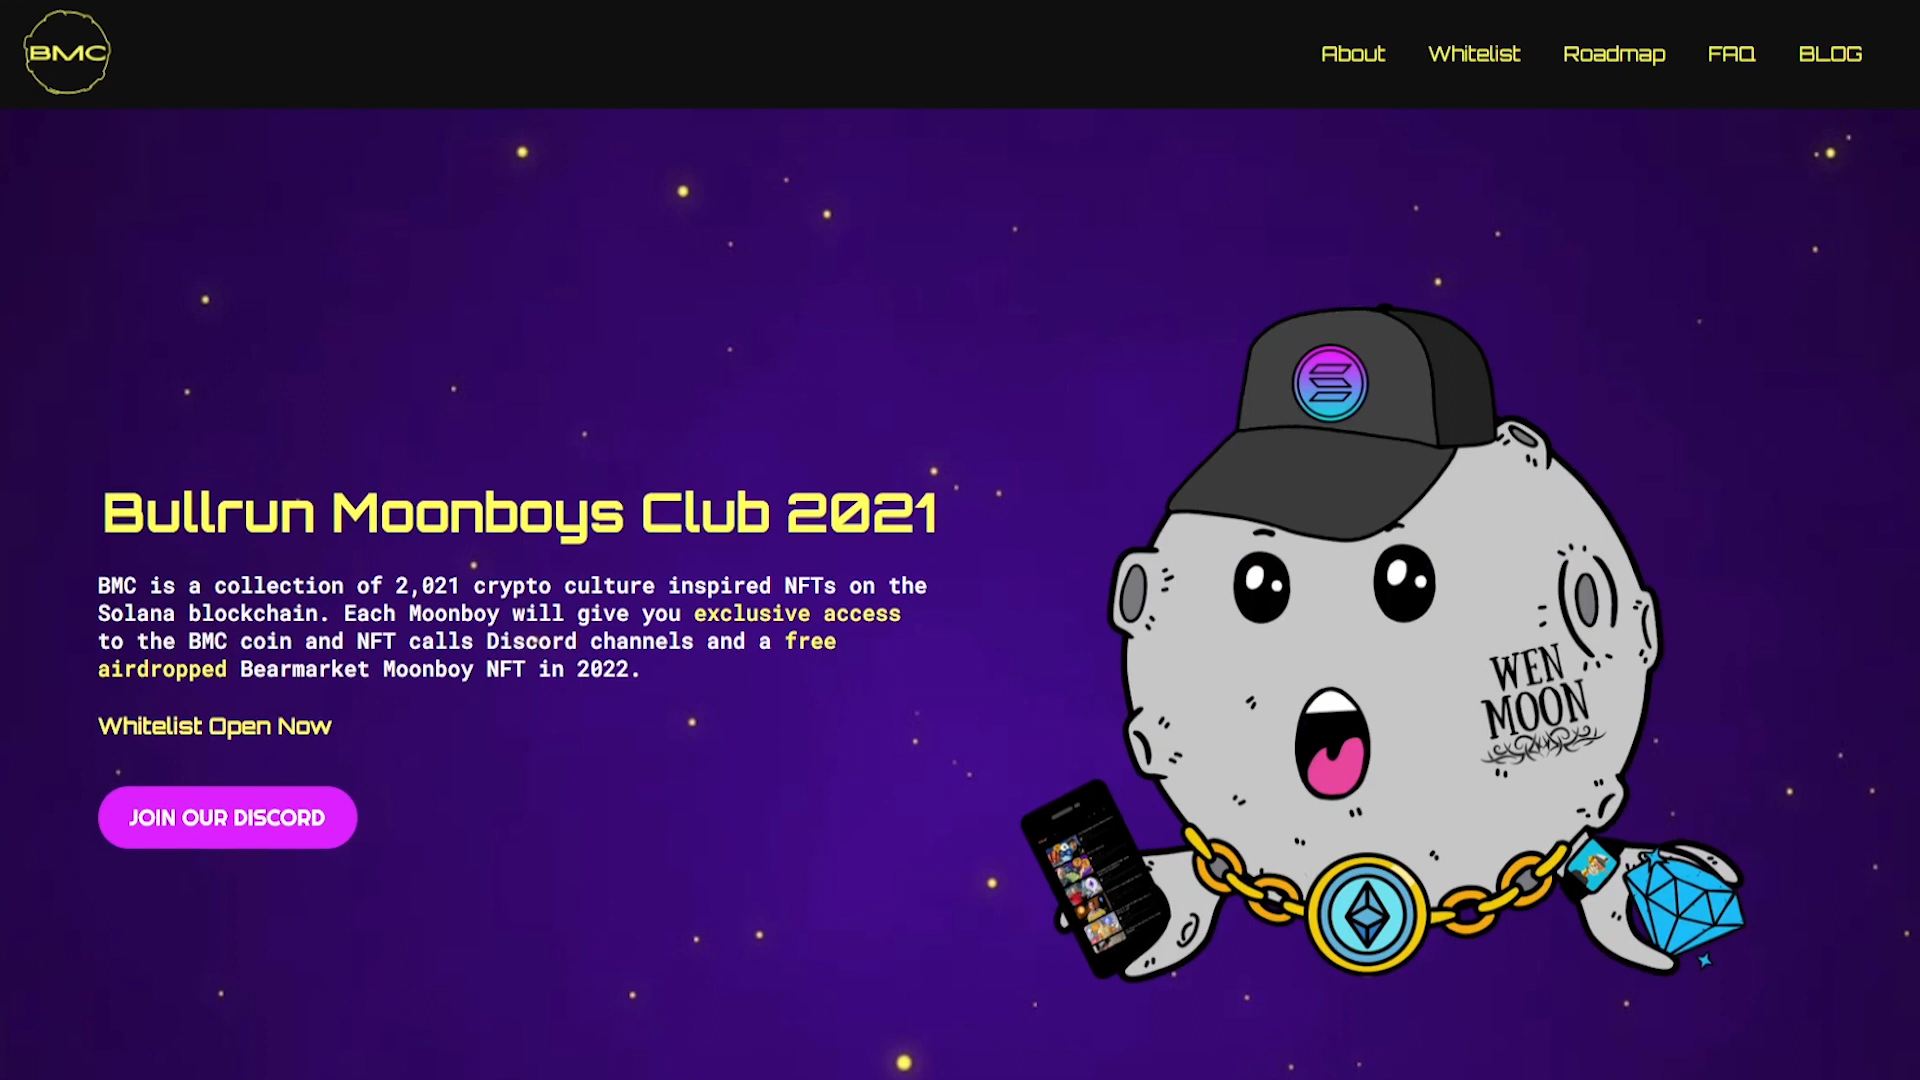 BMC
About
Whitelist
Roadmap
FAQ
BLOG
Bullrun Moonboys Club 2021
BMC is a collection of 2,021 crypto culture inspired NFTs on the
Solana blockchain. Each Moonboy will give you exclusive access
to the BMC coin and NFT calls Discord channels and a free
airdropped Bearmarket Moonboy NFT in 2022.
Whitelist Open Now
JOIN OUR DISCORD
WEN
MOON